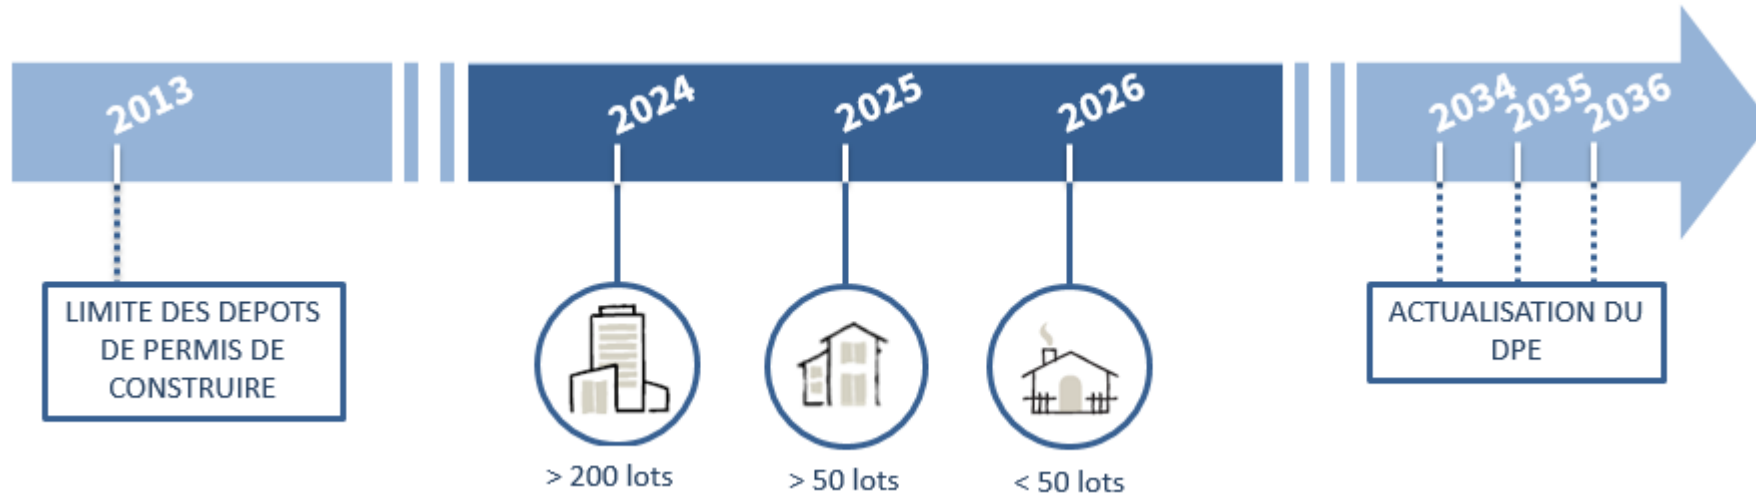 2013
2024
2025
2026
2034
2035
2036
LIMITE DES DEPOTS
DE PERMIS DE
CONSTRUIRE
> 200 lots
> 50 lots
< 50 lots
ACTUALISATION DU
DPE